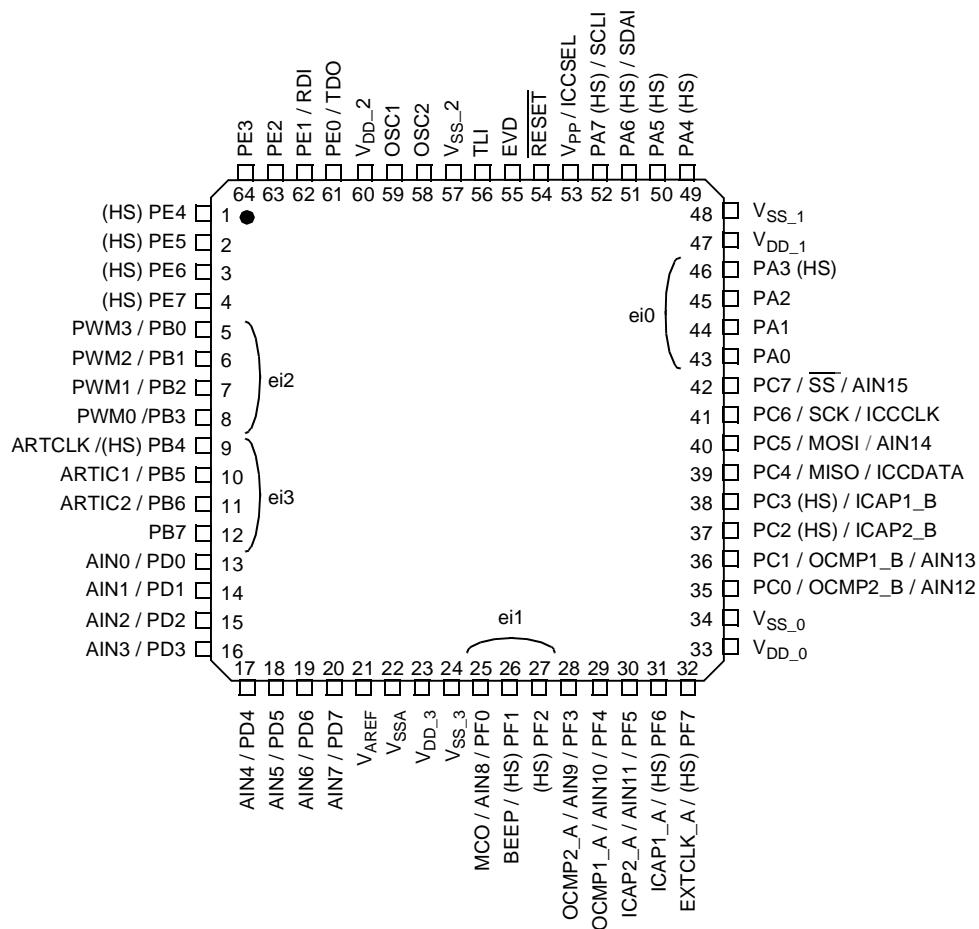 PE3
PE2
PE1 / RDI
PE0 / TDO
VDD_2
OSC1
OSC2
VSS_2
TLI
EVD
RESET
VPP / ICCSEL
PA7 (HS) / SCLI
PA6 (HS) / SDAI
PA5 (HS)
PA4 (HS)
64 63 62 61 60 59 58 57 56 55 54 53 52 51 50 49
(HS) PE4 1
(HS) PE5 2
(HS) PE6 3
(HS) PE7 4
PWM3 / PB0 5
PWM2 / PB1 6
PWM1 / PB2 7
PWM0 /PB3 8
ei2
ARTCLK /(HS) PB4 9
ARTIC1 / PB5 10
ARTIC2 / PB6 11
PB7 12
ei3
AIN0 / PD0 13
AIN1 / PD1 14
AIN2 / PD2 15
AIN3 / PD3 16
48 VSS_1
47 VDD_1
46 PA3 (HS)
45 PA2
44 PA1
43 PA0
ei0
42 PC7 / SS / AIN15
41 PC6 / SCK / ICCCLK
40 PC5 / MOSI / AIN14
39 PC4 / MISO / ICCDATA
38 PC3 (HS) / ICAP1_B
37 PC2 (HS) / ICAP2_B
36 PC1 / OCMP1_B / AIN13
35 PC0 / OCMP2_B / AIN12
34 VSS_0
33 VDD_0
ei1
17 18 19 20 21 22 23 24 25 26 27 28 29 30 31 32
AIN4 / PD4
AIN5 / PD5
AIN6 / PD6
AIN7 / PD7
VAREF
VSSA
VDD_3
VSS_3
MCO / AIN8 / PF0
BEEP / (HS) PF1
(HS) PF2
OCMP2_A / AIN9 / PF3
OCMP1_A / AIN10 / PF4
ICAP2_A / AIN11 / PF5
ICAP1_A / (HS) PF6
EXTCLK_A / (HS) PF7